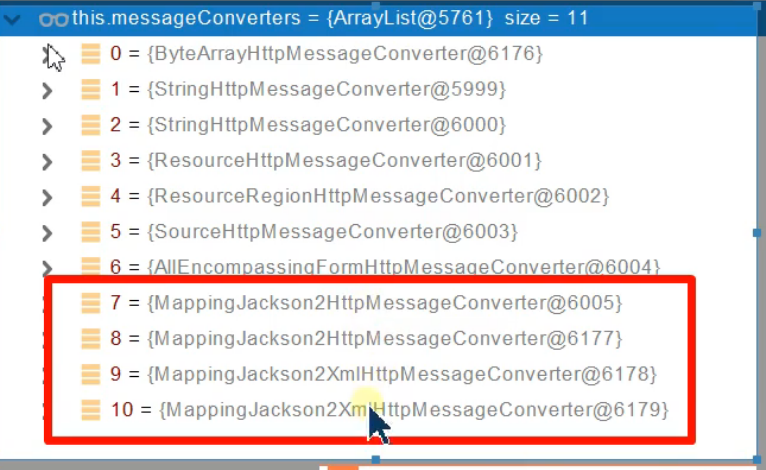 this.messageConverters = {ArrayList@5761} size = 11
0 = {ByteArrayHttpMessageConverter@6176}
1 = {StringHttpMessageConverter@5999}
2 = {StringHttpMessageConverter@6000}
3 = {ResourceHttpMessageConverter@6001}
4 = {ResourceRegionHttpMessageConverter@6002}
5 = {SourceHttpMessageConverter@6003}
6 = {AllEncompassingFormHttpMessageConverter@6004}
7 = {MappingJackson2HttpMessageConverter@6005}
8 = {MappingJackson2HttpMessageConverter@6177}
9 = {MappingJackson2XmlHttpMessageConverter@6178}
10 = {MappingJackson2XmlHttpMessageConverter@6179}